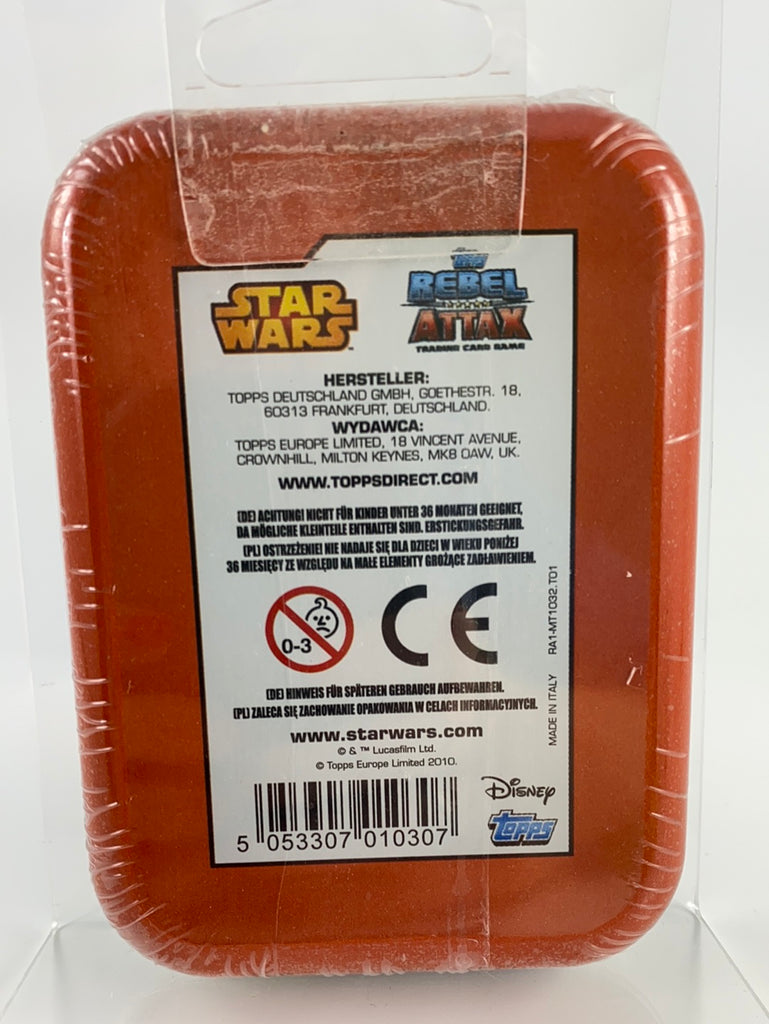 STAR WARS
TOPPS
REBEL
ATTAX
TRADING CARD GAME
HERSTELLER:
TOPPS DEUTSCHLAND GMBH, GOETHESTR. 18,
60313 FRANKFURT, DEUTSCHLAND.
WYDAWCA:
TOPPS EUROPE LIMITED, 18 VINCENT AVENUE,
CROWNHILL, MILTON KEYNES, MK8 OAW, UK.
WWW.TOPPSDIRECT.COM
(DE) ACHTUNG! NICHT FÜR KINDER UNTER 36 MONATEN GEEIGNET,
DA MÖGLICHE KLEINTEILE ENTHALTEN SIND. ERSTICKUNGSGEFAHR.
(PL) OSTRZEŻENIE! NIE NADAJE SIĘ DLA DZIECI W WIEKU PONIŻEJ
36 MIESIĘCY ZE WZGLĘDU NA MAŁE ELEMENTY GROŻĄCE ZADŁAWIENIEM.
0-3
CE
(DE) HINWEIS FÜR SPÄTEREN GEBRAUCH AUFBEWAHREN.
(PL) ZALECA SIĘ ZACHOWANIE OPAKOWANIA W CELACH INFORMACYJNYCH.
MADE IN ITALY RA1-MT1032.TO1
www.starwars.com
© & ™ Lucasfilm Ltd.
© Topps Europe Limited 2010.
5 053307 010307
Disney
topps